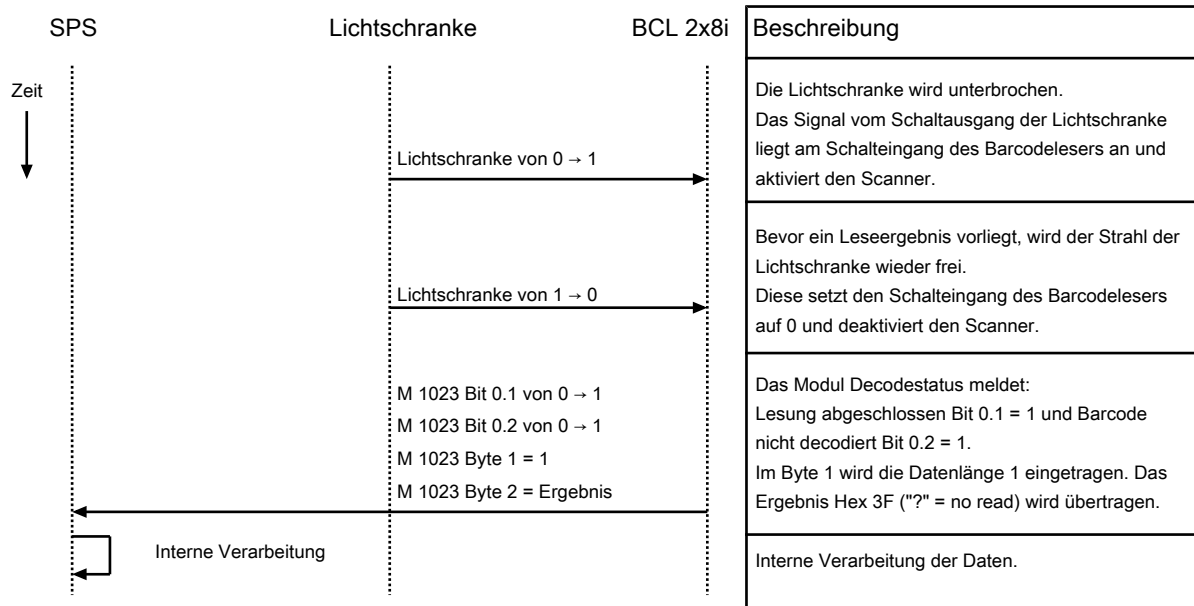 SPS
Lichtschranke
BCL 2x8i
Beschreibung
Zeit
Lichtschranke von 0 → 1
Die Lichtschranke wird unterbrochen.
Das Signal vom Schaltausgang der Lichtschranke
liegt am Schalteingang des Barcodelesers an und
aktiviert den Scanner.
Lichtschranke von 1 → 0
Bevor ein Leseergebnis vorliegt, wird der Strahl der
Lichtschranke wieder frei.
Diese setzt den Schalteingang des Barcodelesers
auf 0 und deaktiviert den Scanner.
M 1023 Bit 0.1 von 0 → 1
M 1023 Bit 0.2 von 0 → 1
M 1023 Byte 1 = 1
M 1023 Byte 2 = Ergebnis
Das Modul Decodestatus meldet:
Lesung abgeschlossen Bit 0.1 = 1 und Barcode
nicht decodiert Bit 0.2 = 1.
Im Byte 1 wird die Datenlänge 1 eingetragen. Das
Ergebnis Hex 3F ("?" = no read) wird übertragen.
Interne Verarbeitung
Interne Verarbeitung der Daten.